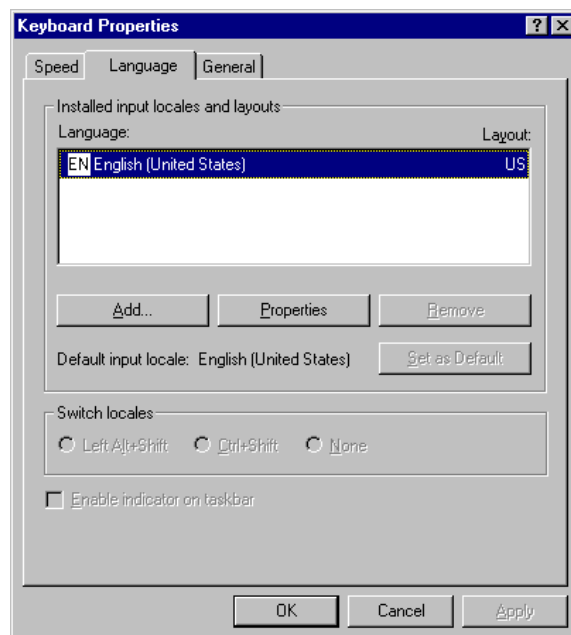 Keyboard Properties
Speed Language General
Installed input locales and layouts
Language: Layout:
EN English (United States) US
Add... Properties Remove
Default input locale: English (United States) Set as Default
Switch locales
Left Alt+Shift Ctrl+Shift None
Enable indicator on taskbar
OK Cancel Apply